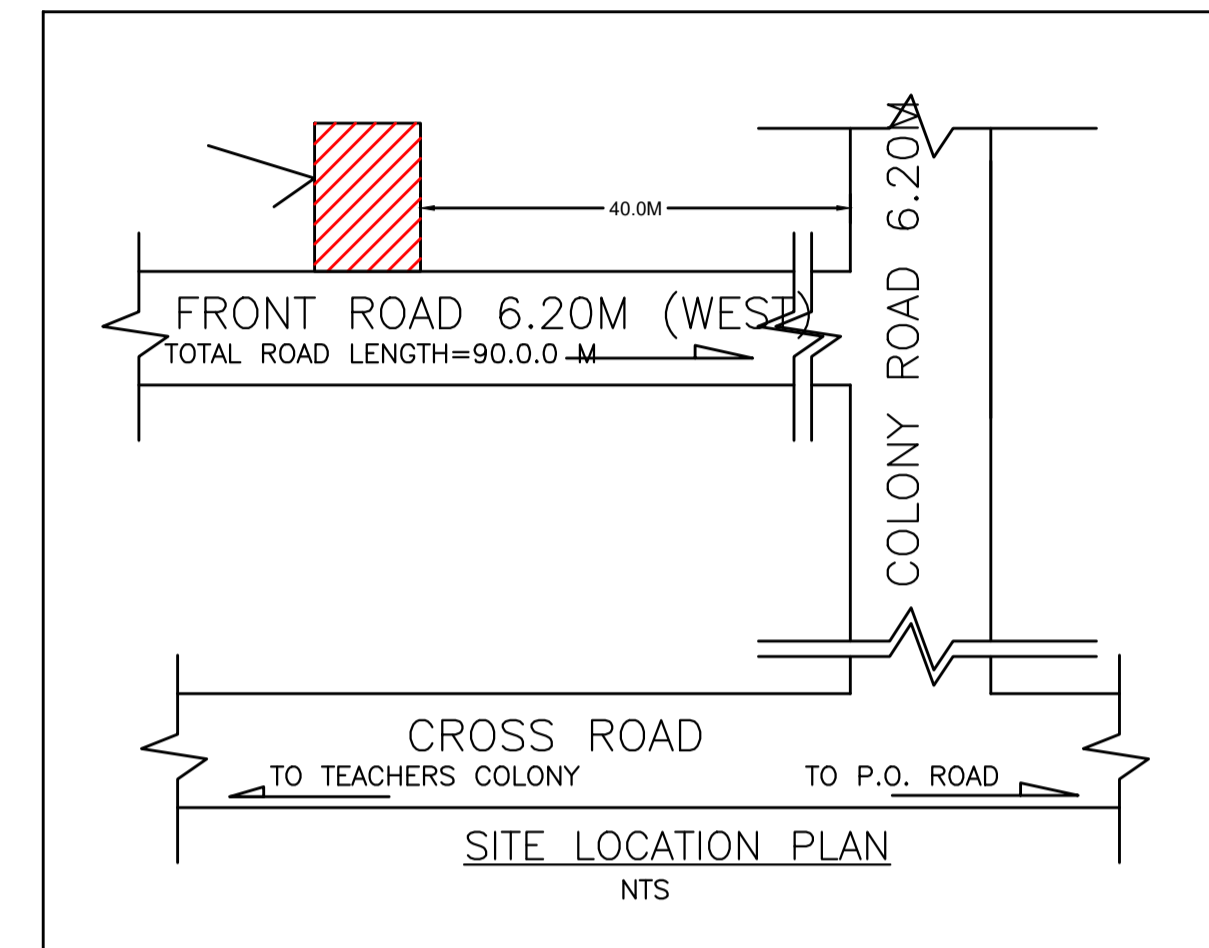 COLONY ROAD 6.20M
40.0M
FRONT ROAD 6.20M (WEST)
TOTAL ROAD LENGTH=90.0.0 M
CROSS ROAD
TO TEACHERS COLONY
TO P.O. ROAD
SITE LOCATION PLAN
NTS